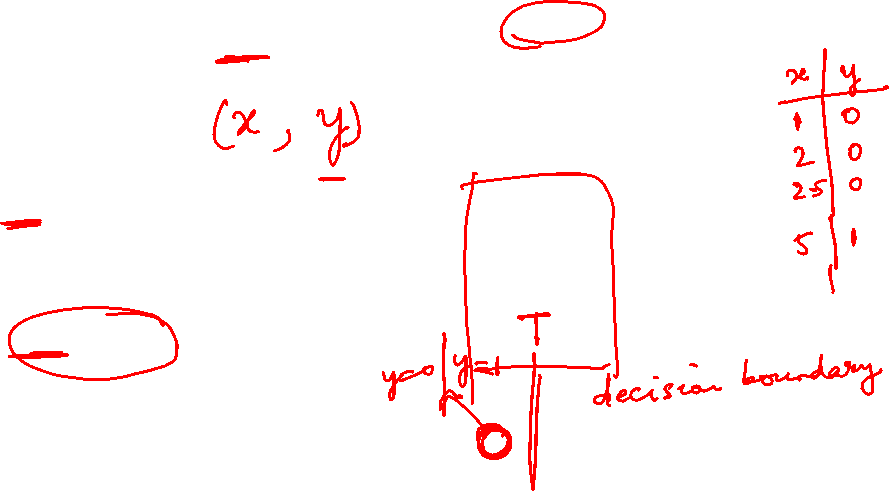 (x, y)
x y
1 0
2 0
2.5 0
5 1
T
y=0 y=1
decision boundary